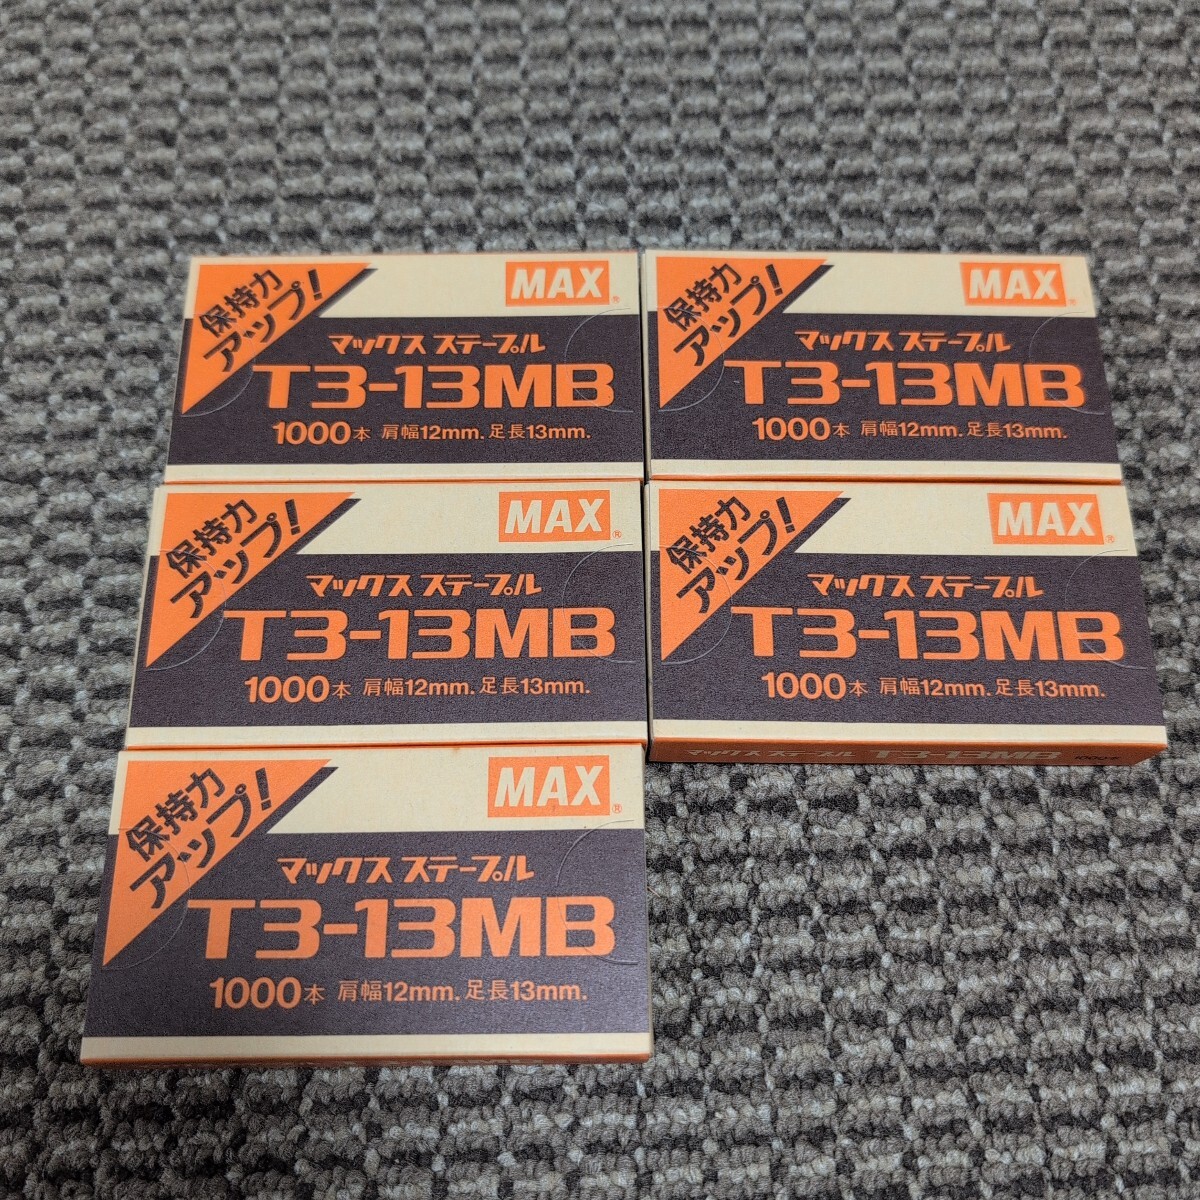 保持力
アップ!
MAX®
マックス ステープル
T3-13MB
1000本 肩幅12mm. 足長13mm.
保持力
アップ!
MAX®
マックス ステープル
T3-13MB
1000本 肩幅12mm. 足長13mm.
保持力
アップ!
MAX®
マックス ステープル
T3-13MB
1000本 肩幅12mm. 足長13mm.
保持力
アップ!
MAX®
マックス ステープル
T3-13MB
1000本 肩幅12mm. 足長13mm.
マックス ステープル T3-13MB 1000本
保持力
アップ!
MAX®
マックス ステープル
T3-13MB
1000本 肩幅12mm. 足長13mm.